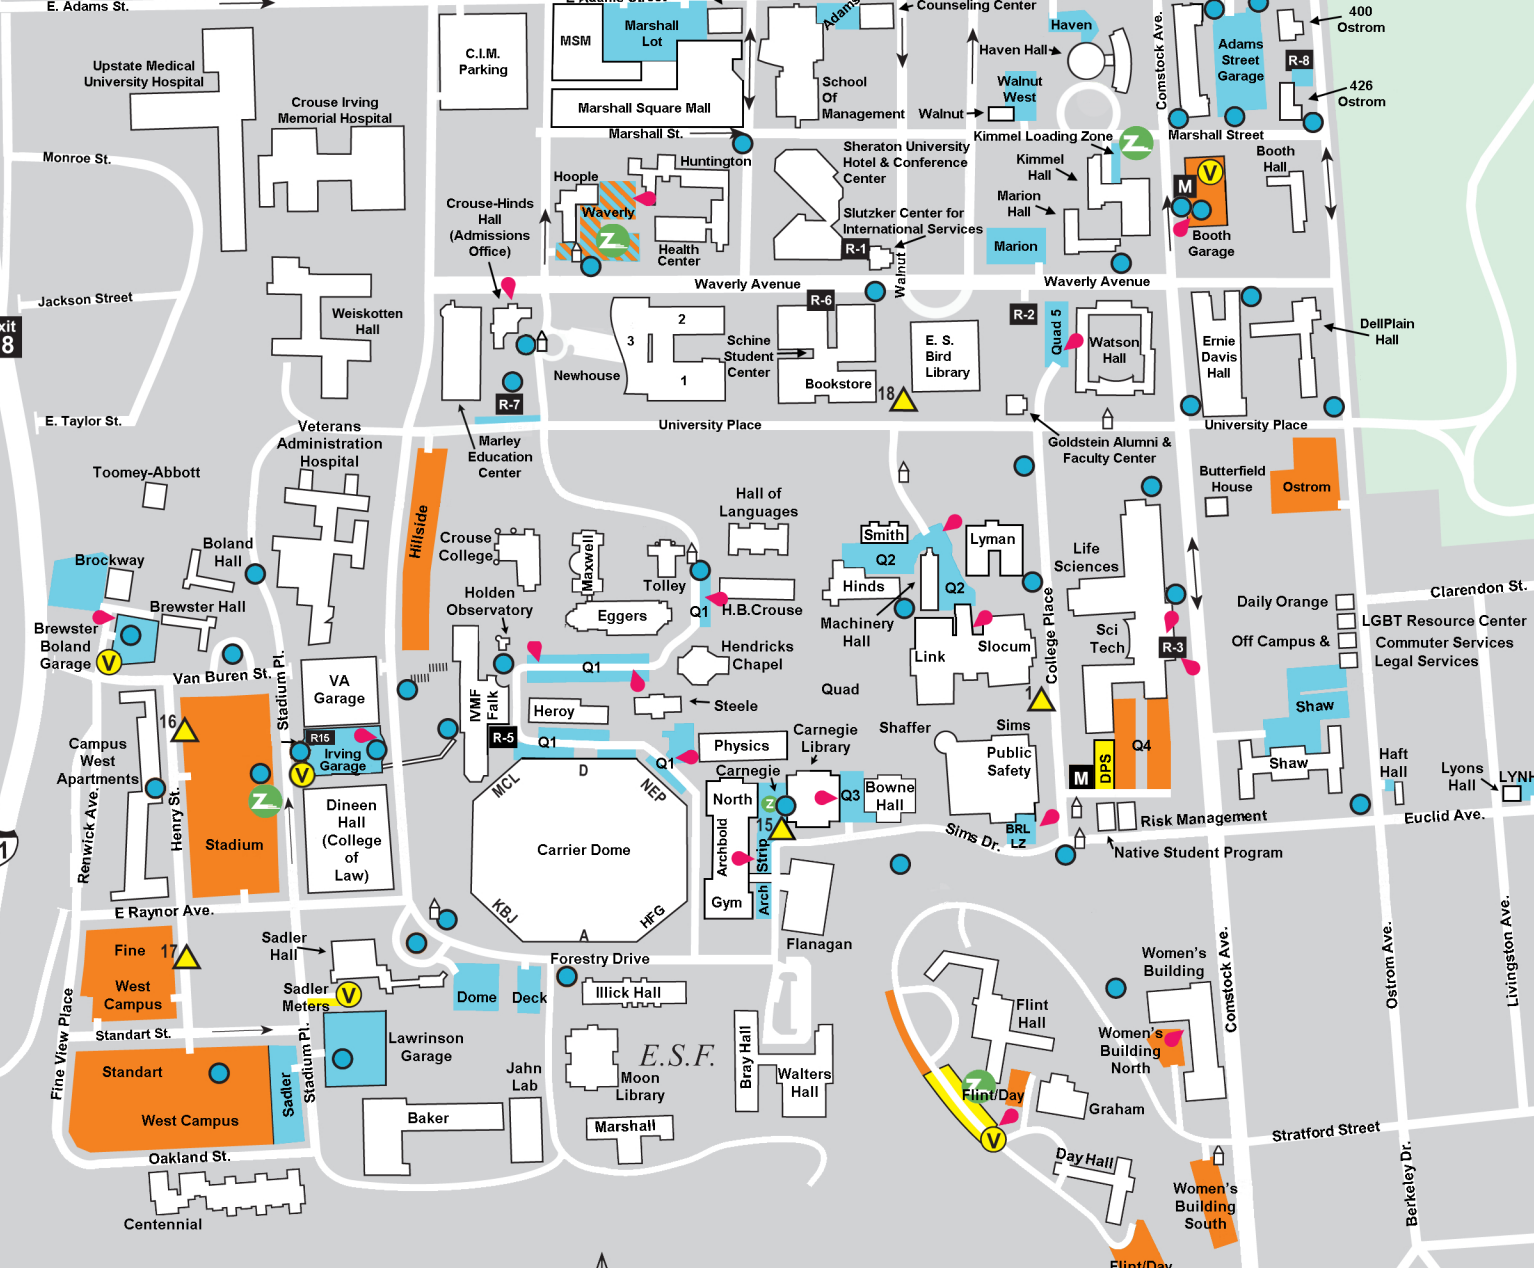 E. Adams St.
E Adams Street
Counseling Center
Adams
Haven
Marshall
Lot
MSM
C.I.M.
Parking
Haven Hall
Comstock Ave.
Adams
Street
Garage
400
Ostrom
R-8
426
Ostrom
Upstate Medical
University Hospital
School
Of
Management
Walnut
West
Walnut
Crouse Irving
Memorial Hospital
Marshall Square Mall
Marshall St.
Marshall Street
Kimmel Loading Zone
Z
Monroe St.
Huntington
Sheraton University
Hotel & Conference
Center
Kimmel
Hall
Booth
Hall
V
M
Hoople
Waverly
Z
Crouse-Hinds
Hall
(Admissions
Office)
Marion
Hall
Slutzker Center for
International Services
R-1
Health
Center
Marion
Booth
Garage
Walnut
Waverly Avenue
Waverly Avenue
Jackson Street
Weiskotten
Hall
xit
8
R-6
R-2
Quad 5
Watson
Hall
2
3
1
Newhouse
Schine
Student
Center
Bookstore
E. S.
Bird
Library
18
Ernie
Davis
Hall
DellPlain
Hall
R-7
E. Taylor St.
Veterans
Administration
Hospital
Marley
Education
Center
University Place
University Place
Goldstein Alumni &
Faculty Center
Toomey-Abbott
Butterfield
House
Ostrom
Hillside
Hall of
Languages
Crouse
College
Maxwell
Tolley
Smith
Lyman
Q2
Life
Sciences
Brockway
Boland
Hall
Hinds
Q2
Holden
Observatory
Q1
H.B.Crouse
Eggers
Machinery
Hall
College Place
Clarendon St.
Daily Orange
LGBT Resource Center
Off Campus &
Commuter Services
Legal Services
Brewster Hall
Brewster
Boland
Garage
V
Sci
Tech
R-3
Link
Slocum
Hendricks
Chapel
Q1
Van Buren St.
Stadium Pl.
VA
Garage
IVMF
Falk
Heroy
Steele
Quad
1
Shaw
16
Campus
West
Apartments
R15
Irving
Garage
V
R-5
Q1
Q1
Physics
Carnegie
Library
Shaffer
Sims
Public
Safety
Q4
DPS
M
Shaw
Haft
Hall
Lyons
Hall
LYNH
MCL
D
NEP
Carnegie
North
Z
15
Q3
Bowne
Hall
Z
Renwick Ave.
Henry St.
Stadium
Dineen
Hall
(College
of
Law)
Carrier Dome
Archbold
Gym
Strip
Arch
BRL
LZ
Sims Dr.
Risk Management
Native Student Program
Euclid Ave.
1
KBJ
A
HFG
Flanagan
E Raynor Ave.
Sadler
Hall
Forestry Drive
Fine
West
Campus
17
Sadler
Meters
V
Dome
Deck
Illick Hall
Women's
Building
Comstock Ave.
Ostrom Ave.
Livingston Ave.
Fine View Place
Standart St.
Stadium Pl.
Lawrinson
Garage
Flint
Hall
Women's
Building
North
Standart
West Campus
Sadler
E.S.F.
Jahn
Lab
Moon
Library
Bray Hall
Walters
Hall
Z
Flint/Day
V
Graham
Baker
Marshall
Stratford Street
Oakland St.
Day Hall
Centennial
Women's
Building
South
Berkeley Dr.
Flint/Day